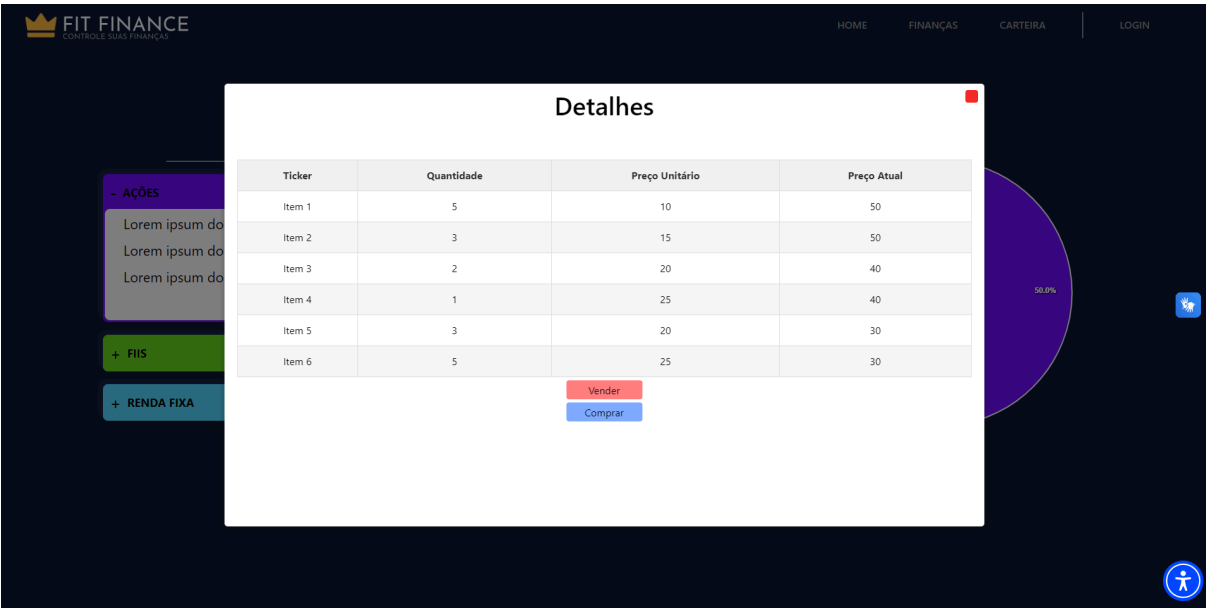 FIT FINANCE
CONTROLE SUAS FINANÇAS
HOME FINANÇAS CARTEIRA LOGIN
Detalhes
Ticker Quantidade Preço Unitário Preço Atual
Item 1 5 10 50
Item 2 3 15 50
Item 3 2 20 40
Item 4 1 25 40
Item 5 3 20 30
Item 6 5 25 30
Vender
Comprar
- AÇÕES
Lorem ipsum do
Lorem ipsum do
Lorem ipsum do
+ FIIS
+ RENDA FIXA
50.0%